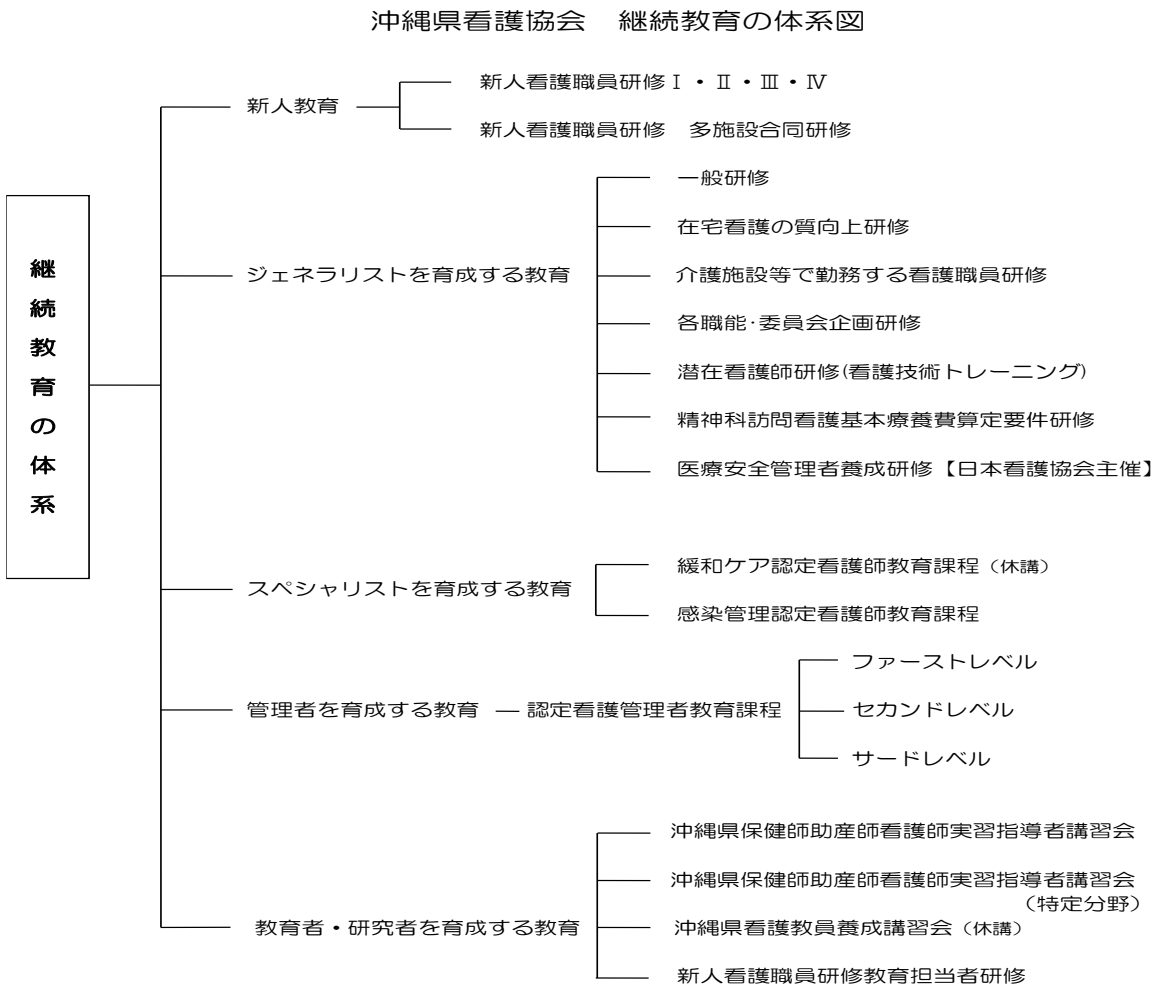 沖縄県看護協会　継続教育の体系図
継続教育の体系
新人教育
新人看護職員研修Ⅰ・Ⅱ・Ⅲ・Ⅳ
新人看護職員研修　多施設合同研修
ジェネラリストを育成する教育
一般研修
在宅看護の質向上研修
介護施設等で勤務する看護職員研修
各職能･委員会企画研修
潜在看護師研修(看護技術トレーニング)
精神科訪問看護基本療養費算定要件研修
医療安全管理者養成研修【日本看護協会主催】
スペシャリストを育成する教育
緩和ケア認定看護師教育課程（休講）
感染管理認定看護師教育課程
管理者を育成する教育
認定看護管理者教育課程
ファーストレベル
セカンドレベル
サードレベル
教育者・研究者を育成する教育
沖縄県保健師助産師看護師実習指導者講習会
沖縄県保健師助産師看護師実習指導者講習会
（特定分野）
沖縄県看護教員養成講習会（休講）
新人看護職員研修教育担当者研修